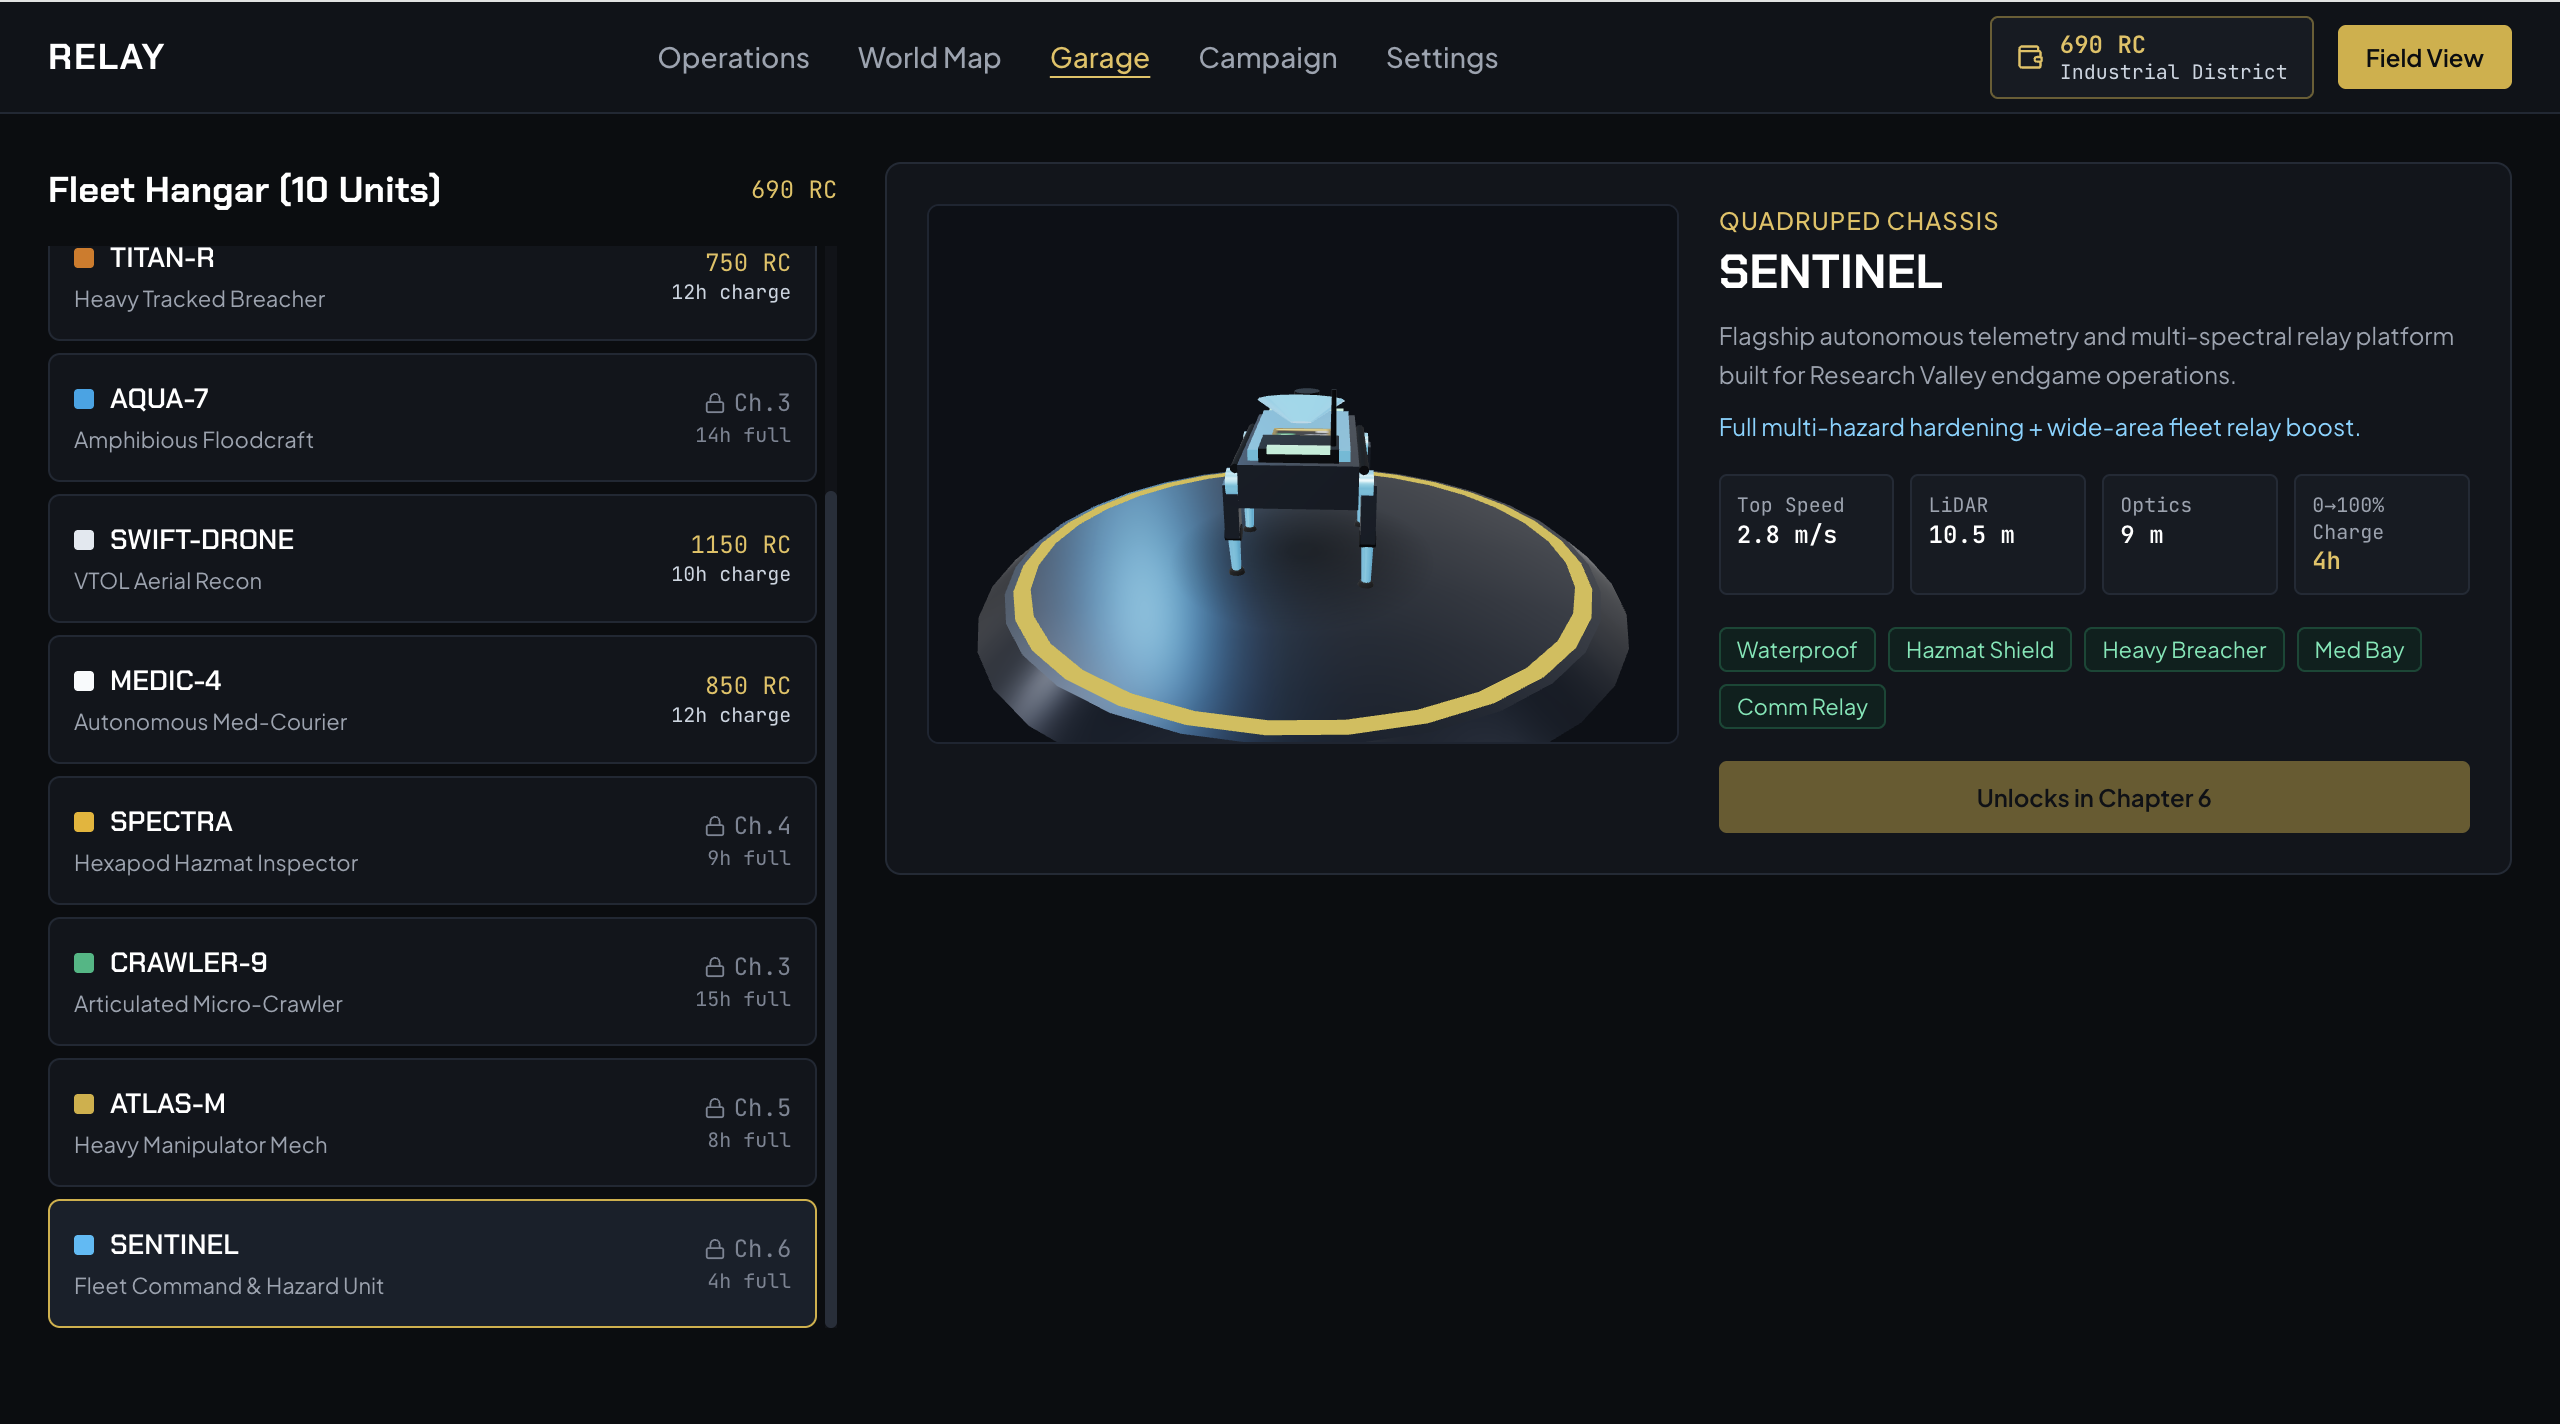 RELAY
Operations
World Map
Garage
Campaign
Settings
690 RC
Industrial District
Field View
Fleet Hangar (10 Units)
690 RC
TITAN-R
750 RC
Heavy Tracked Breacher
12h charge
AQUA-7
Ch.3
Amphibious Floodcraft
14h full
SWIFT-DRONE
1150 RC
VTOL Aerial Recon
10h charge
MEDIC-4
850 RC
Autonomous Med-Courier
12h charge
SPECTRA
Ch.4
Hexapod Hazmat Inspector
9h full
CRAWLER-9
Ch.3
Articulated Micro-Crawler
15h full
ATLAS-M
Ch.5
Heavy Manipulator Mech
8h full
SENTINEL
Ch.6
Fleet Command & Hazard Unit
4h full
QUADRUPED CHASSIS
SENTINEL
Flagship autonomous telemetry and multi-spectral relay platform
built for Research Valley endgame operations.
Full multi-hazard hardening + wide-area fleet relay boost.
Top Speed
2.8 m/s
LiDAR
10.5 m
Optics
9 m
0→100%
Charge
4h
Waterproof
Hazmat Shield
Heavy Breacher
Med Bay
Comm Relay
Unlocks in Chapter 6